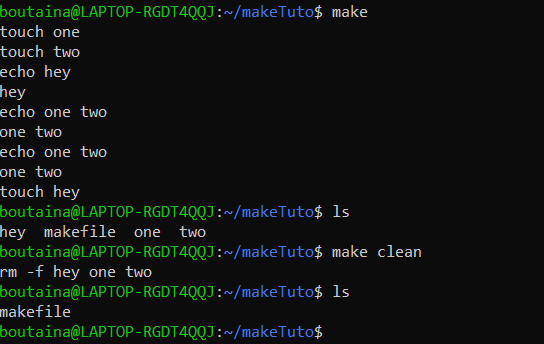 boutaina@LAPTOP-RGDT4QQJ:~/makeTuto$ make
touch one
touch two
echo hey
hey
echo one two
one two
echo one two
one two
touch hey
boutaina@LAPTOP-RGDT4QQJ:~/makeTuto$ ls
hey  makefile  one  two
boutaina@LAPTOP-RGDT4QQJ:~/makeTuto$ make clean
rm -f hey one two
boutaina@LAPTOP-RGDT4QQJ:~/makeTuto$ ls
makefile
boutaina@LAPTOP-RGDT4QQJ:~/makeTuto$